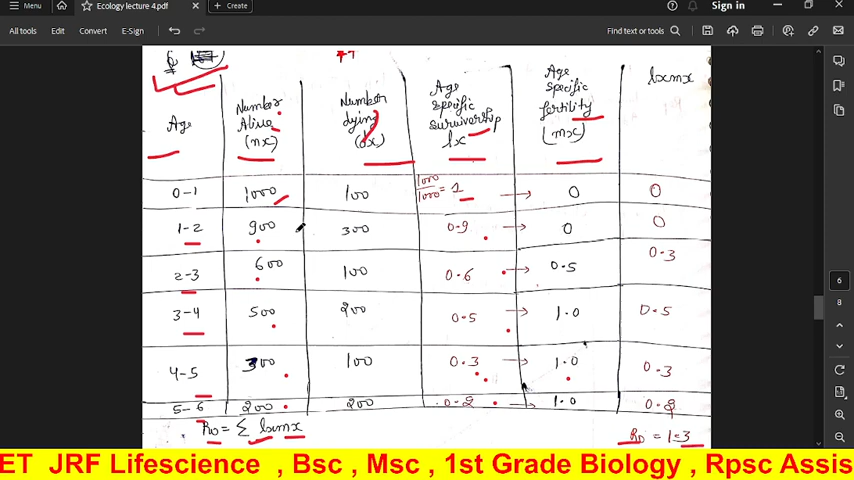 Ecology lecture 4.pdf
+ Create
Sign in
All tools Edit Convert E-Sign
Find text or tools
Age
Number Alive (nx)
Number dying (dx)
Age specific survivorship lx
Age specific fertility (mx)
lxmx
0-1 1000 100 1000/1000 = 1 → 0 0
1-2 900 300 0.9 → 0 0
2-3 600 100 0.6 → 0.5 0.3
3-4 500 200 0.5 → 1.0 0.5
4-5 300 100 0.3 → 1.0 0.3
5-6 200 200 0.2 → 1.0 0.2
R0 = Σ lxmx
R0 = 1.3
6
8
ET JRF Lifescience , Bsc , Msc , 1st Grade Biology , Rpsc Assis